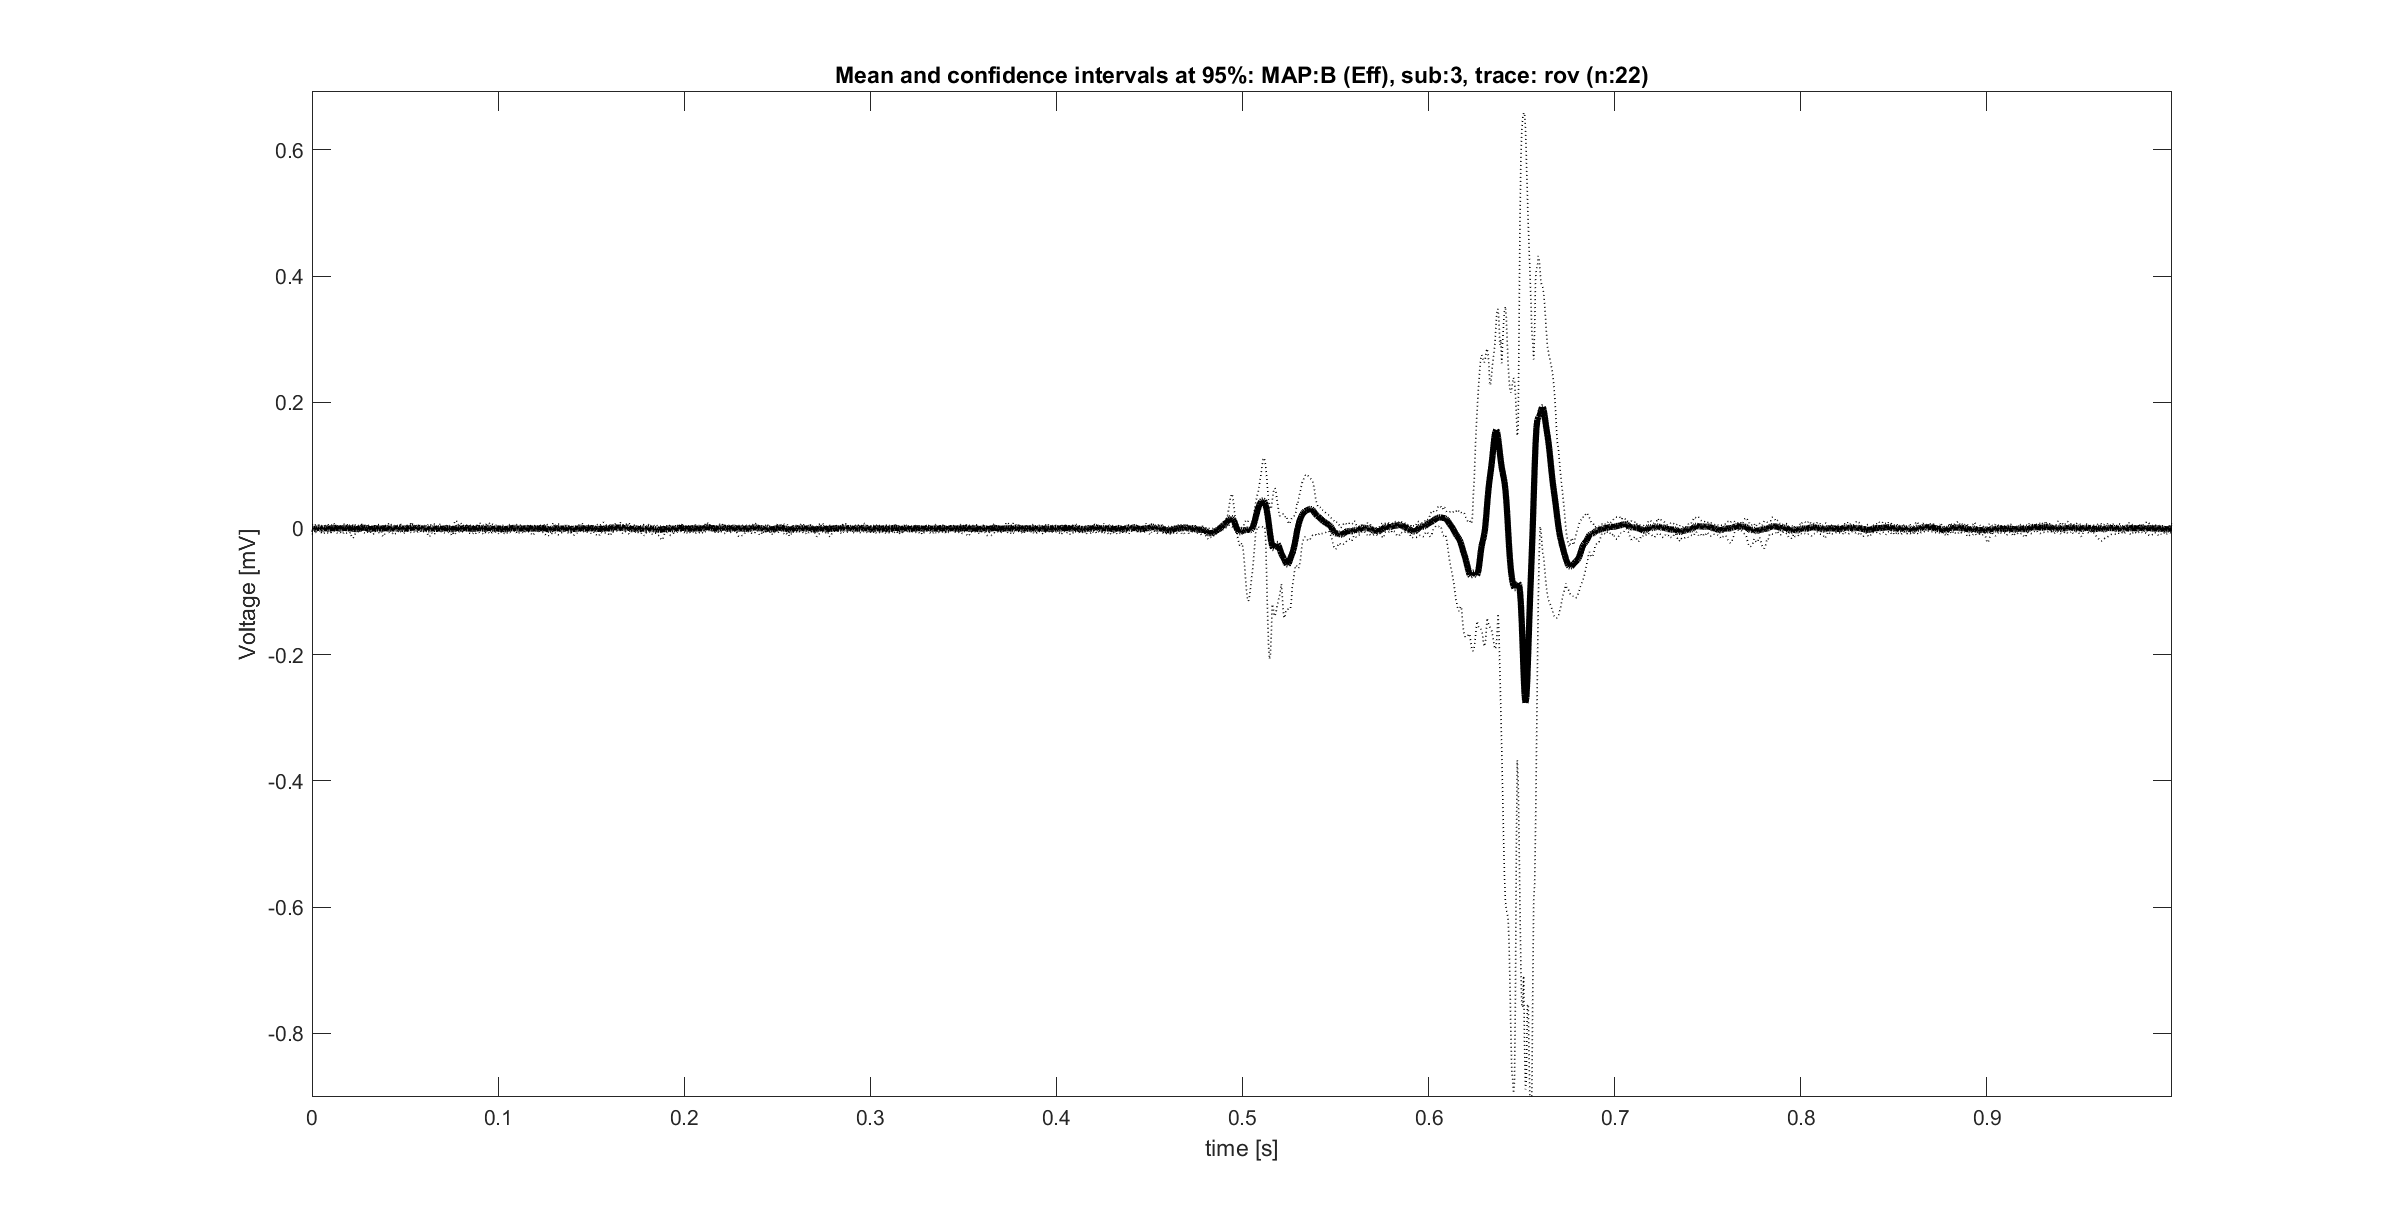 Mean and confidence intervals at 95%: MAP:B (Eff), sub:3, trace: rov (n:22)
0.6
0.4
0.2
0
-0.2
-0.4
-0.6
-0.8
Voltage [mV]
0 0.1 0.2 0.3 0.4 0.5 0.6 0.7 0.8 0.9
time [s]